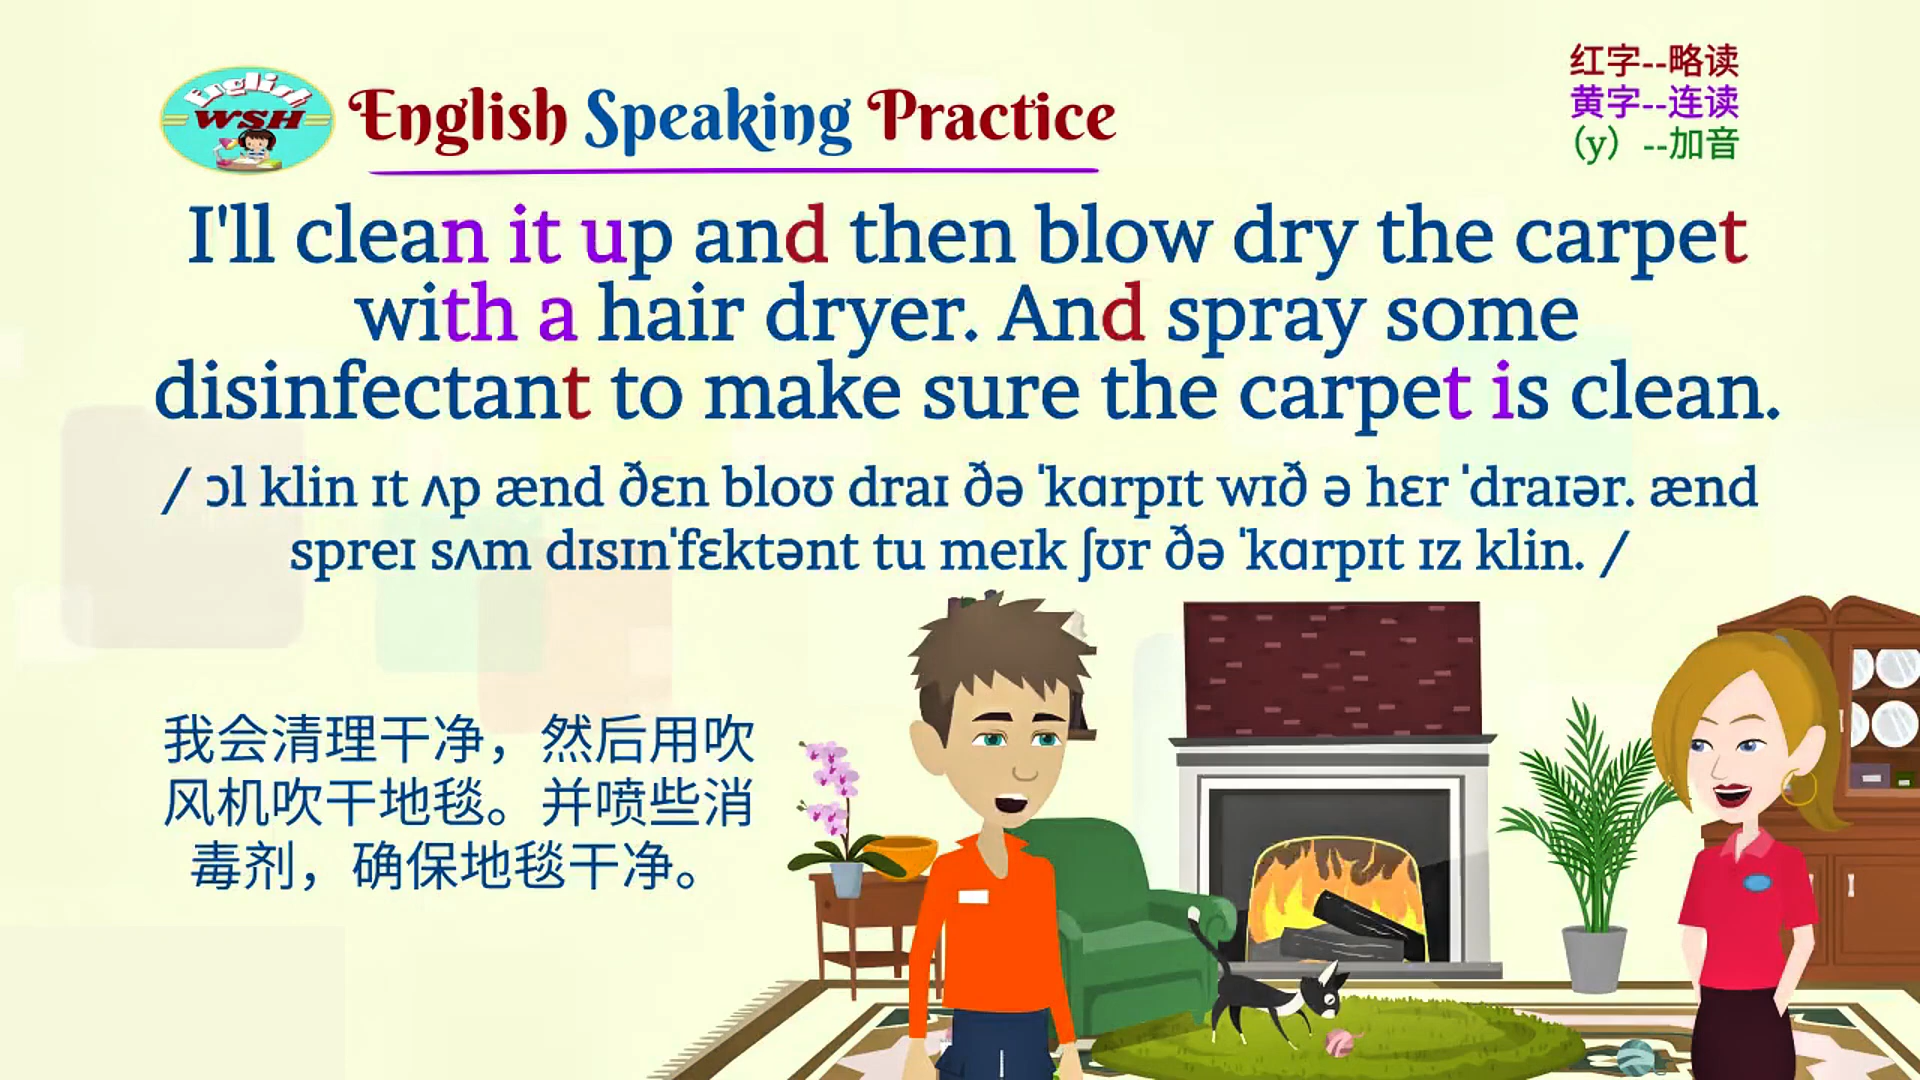 English
WSH
English Speaking Practice
红字--略读
黄字--连读
（y）--加音
I'll clean it up and then blow dry the carpet
with a hair dryer. And spray some
disinfectant to make sure the carpet is clean.
/ ɔl klin ɪt ʌp ænd ðɛn bloʊ draɪ ðə ˈkɑrpɪt wɪð ə hɛr ˈdraɪər. ænd
spreɪ sʌm dɪsɪnˈfɛktənt tu meɪk ʃʊr ðə ˈkɑrpɪt ɪz klin. /
我会清理干净，然后用吹
风机吹干地毯。并喷些消
毒剂，确保地毯干净。